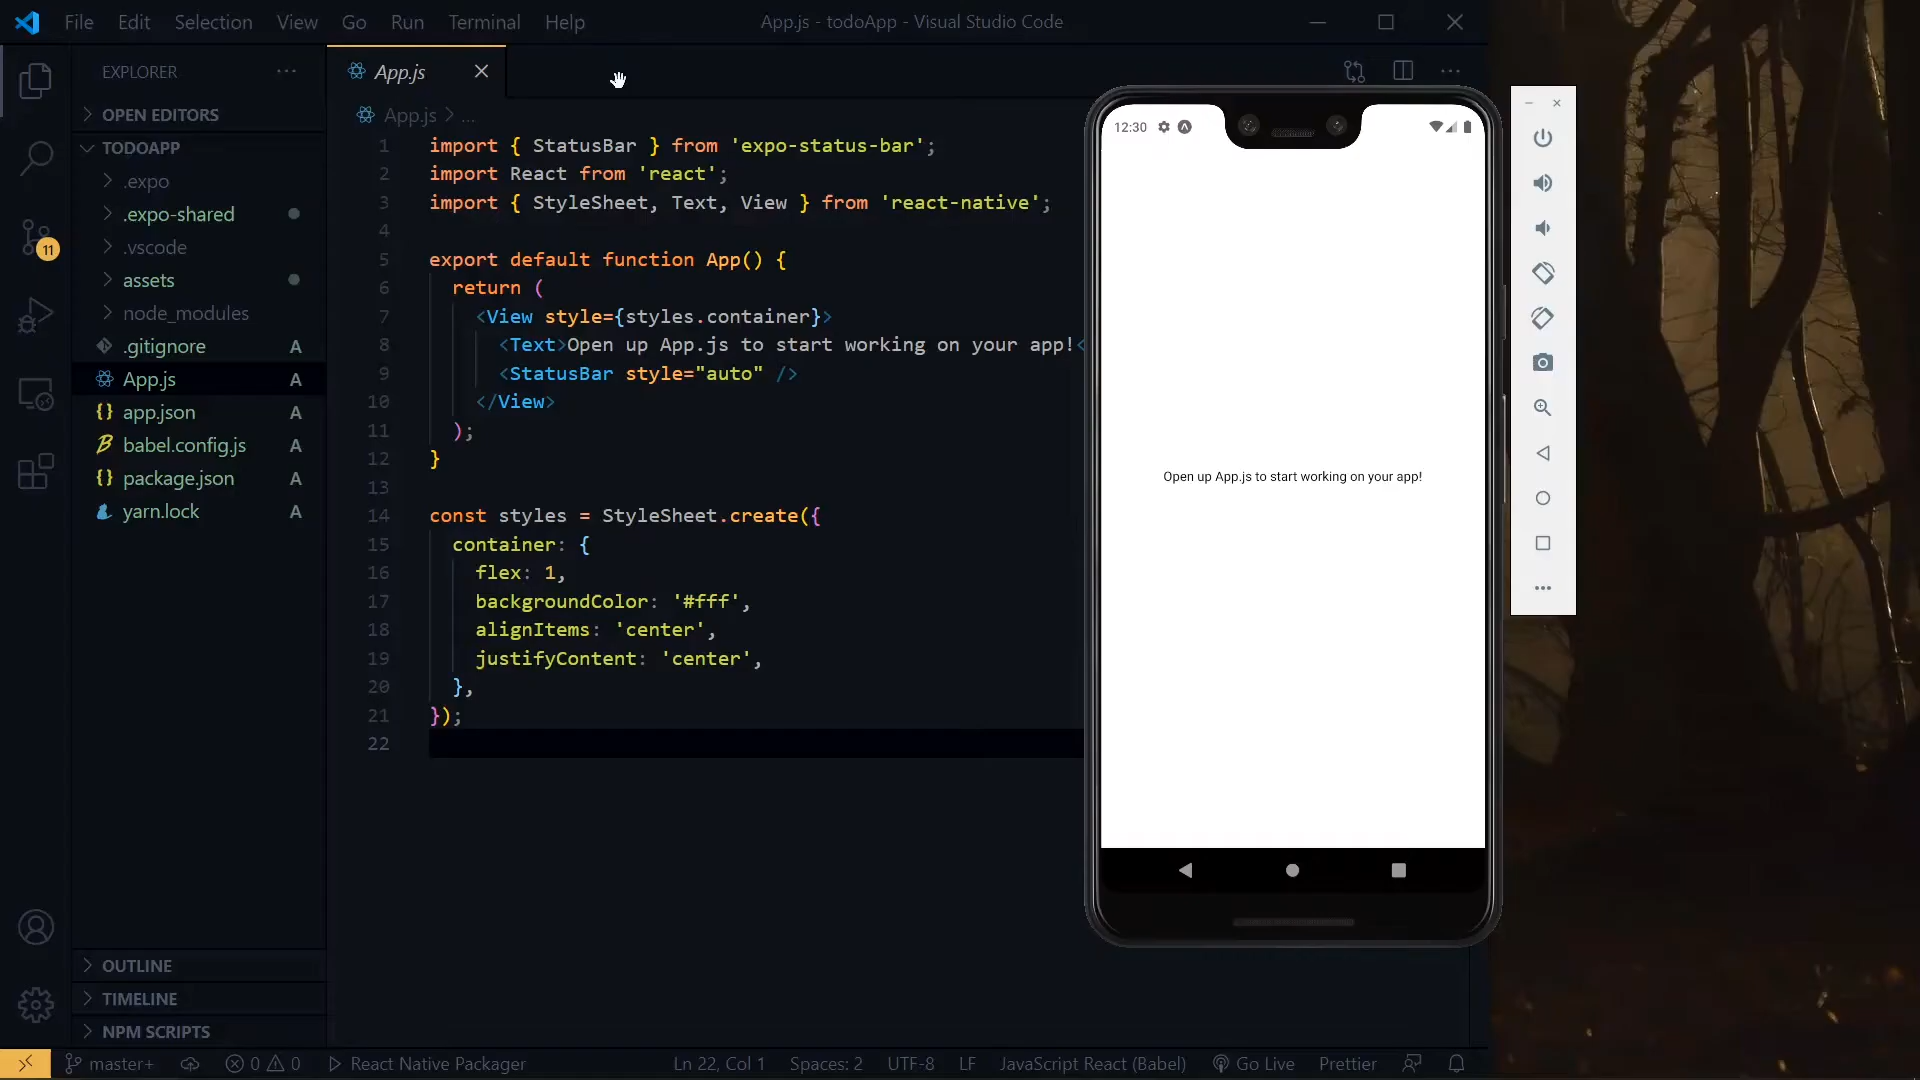 File Edit Selection View Go Run Terminal Help
App.js - todoApp - Visual Studio Code
EXPLORER
OPEN EDITORS
TODOAPP
.expo
.expo-shared
.vscode
assets
node_modules
.gitignore A
App.js A
app.json A
babel.config.js A
package.json A
yarn.lock A
OUTLINE
TIMELINE
NPM SCRIPTS
11
App.js
App.js > ...
1 import { StatusBar } from 'expo-status-bar';
2 import React from 'react';
3 import { StyleSheet, Text, View } from 'react-native';
4
5 export default function App() {
6 return (
7 <View style={styles.container}>
8 <Text>Open up App.js to start working on your app!<
9 <StatusBar style="auto" />
10 </View>
11 );
12 }
13
14 const styles = StyleSheet.create({
15 container: {
16 flex: 1,
17 backgroundColor: '#fff',
18 alignItems: 'center',
19 justifyContent: 'center',
20 },
21 });
22
12:30
Open up App.js to start working on your app!
master+ 0 0 React Native Packager Ln 22, Col 1 Spaces: 2 UTF-8 LF JavaScript React (Babel) Go Live Prettier